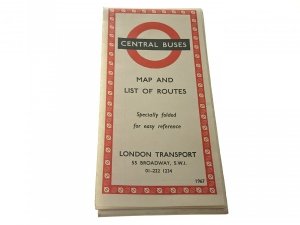 CENTRAL BUSES
MAP AND
LIST OF ROUTES
Specially folded
for easy reference
LONDON TRANSPORT
55 BROADWAY, S.W.1.
01-222 1234
1967